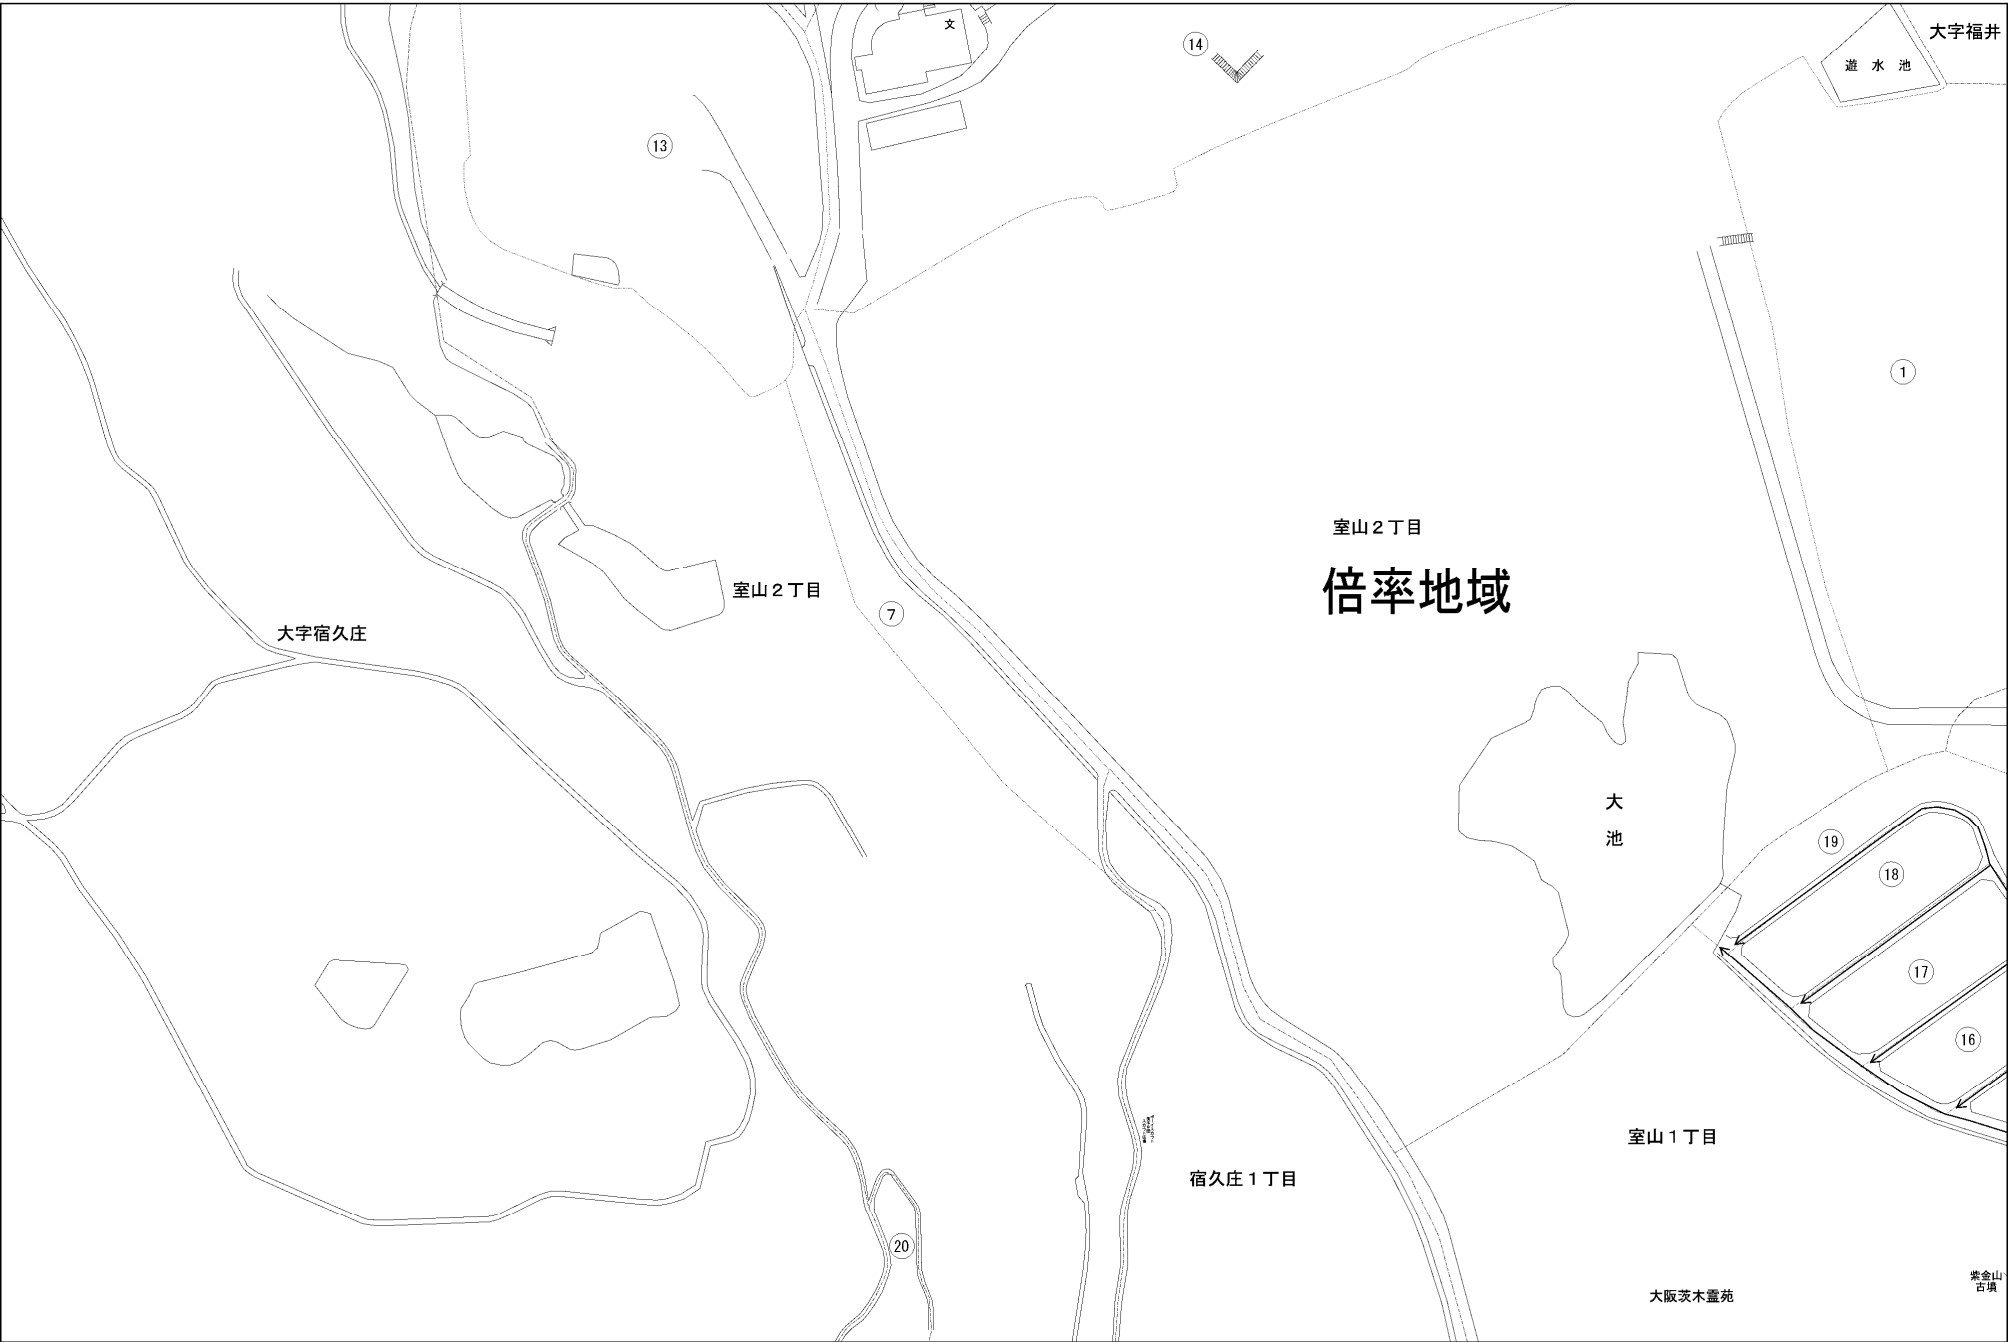 文
大字福井
14
遊水池
13
1
室山２丁目
倍率地域
室山２丁目
7
大字宿久庄
大池
19
18
17
16
室山１丁目
宿久庄１丁目
20
紫金山
古墳
大阪茨木霊苑